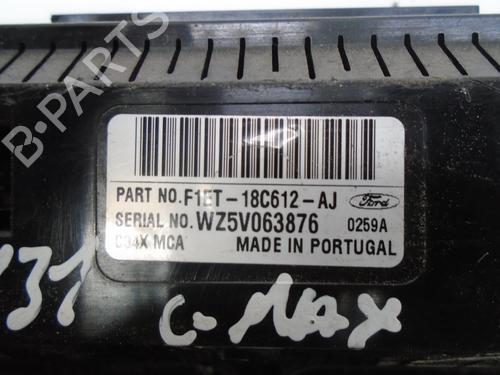 B-PARTS
PART NO. F1ET-18C612-AJ Ford
SERIAL NO. WZ5V063876 0259A
C34X MCA MADE IN PORTUGAL
C-MAX